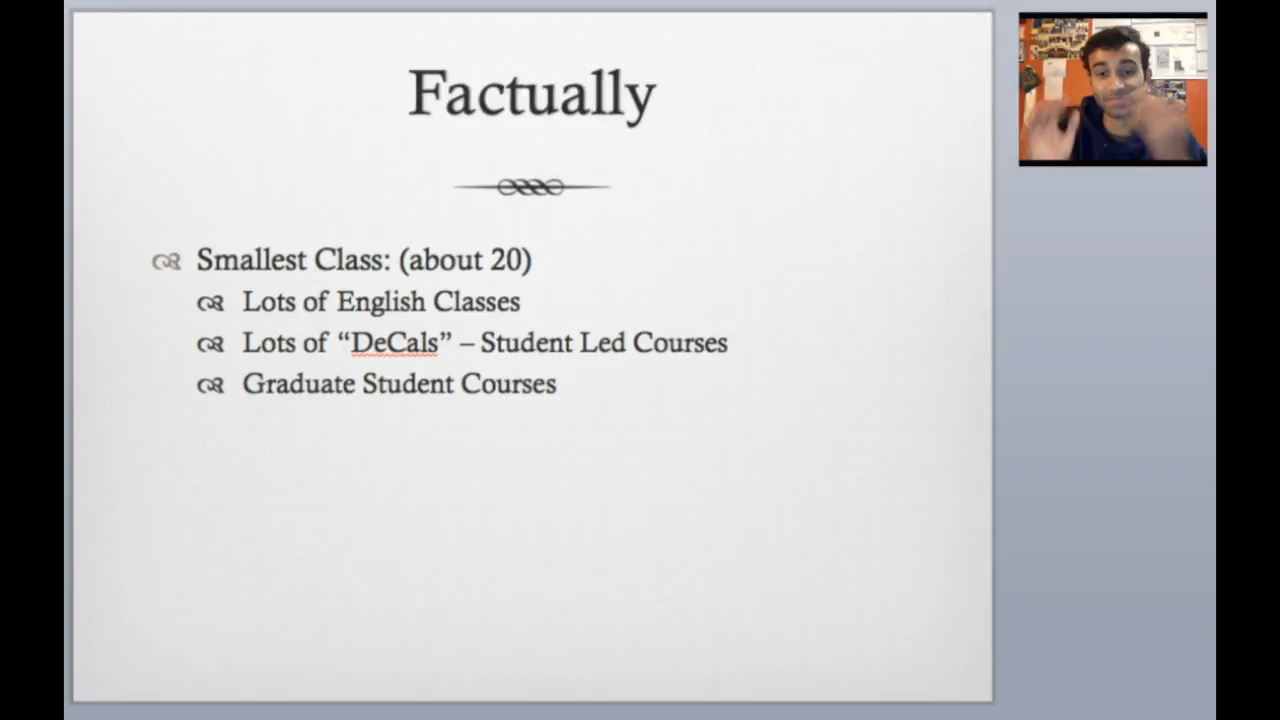 Factually
Smallest Class: (about 20)
Lots of English Classes
Lots of “DeCals” – Student Led Courses
Graduate Student Courses